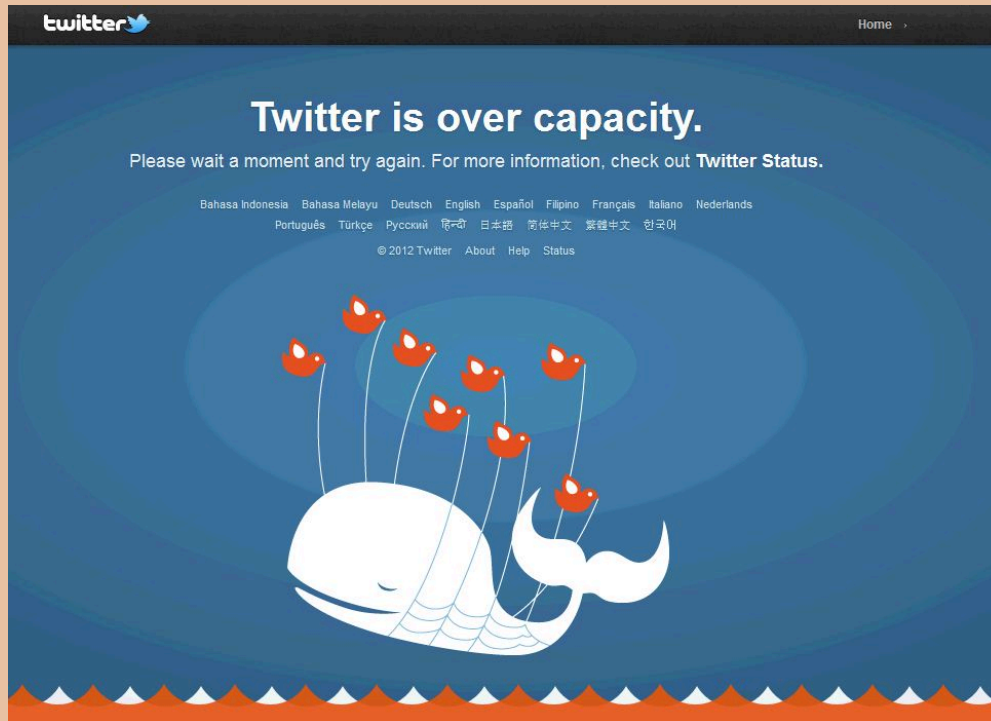 twitter
Home ›
Twitter is over capacity.
Please wait a moment and try again. For more information, check out Twitter Status.
Bahasa Indonesia Bahasa Melayu Deutsch English Español Filipino Français Italiano Nederlands
Português Türkçe Русский हिन्दी 日本語 简体中文 繁體中文 한국어
© 2012 Twitter About Help Status